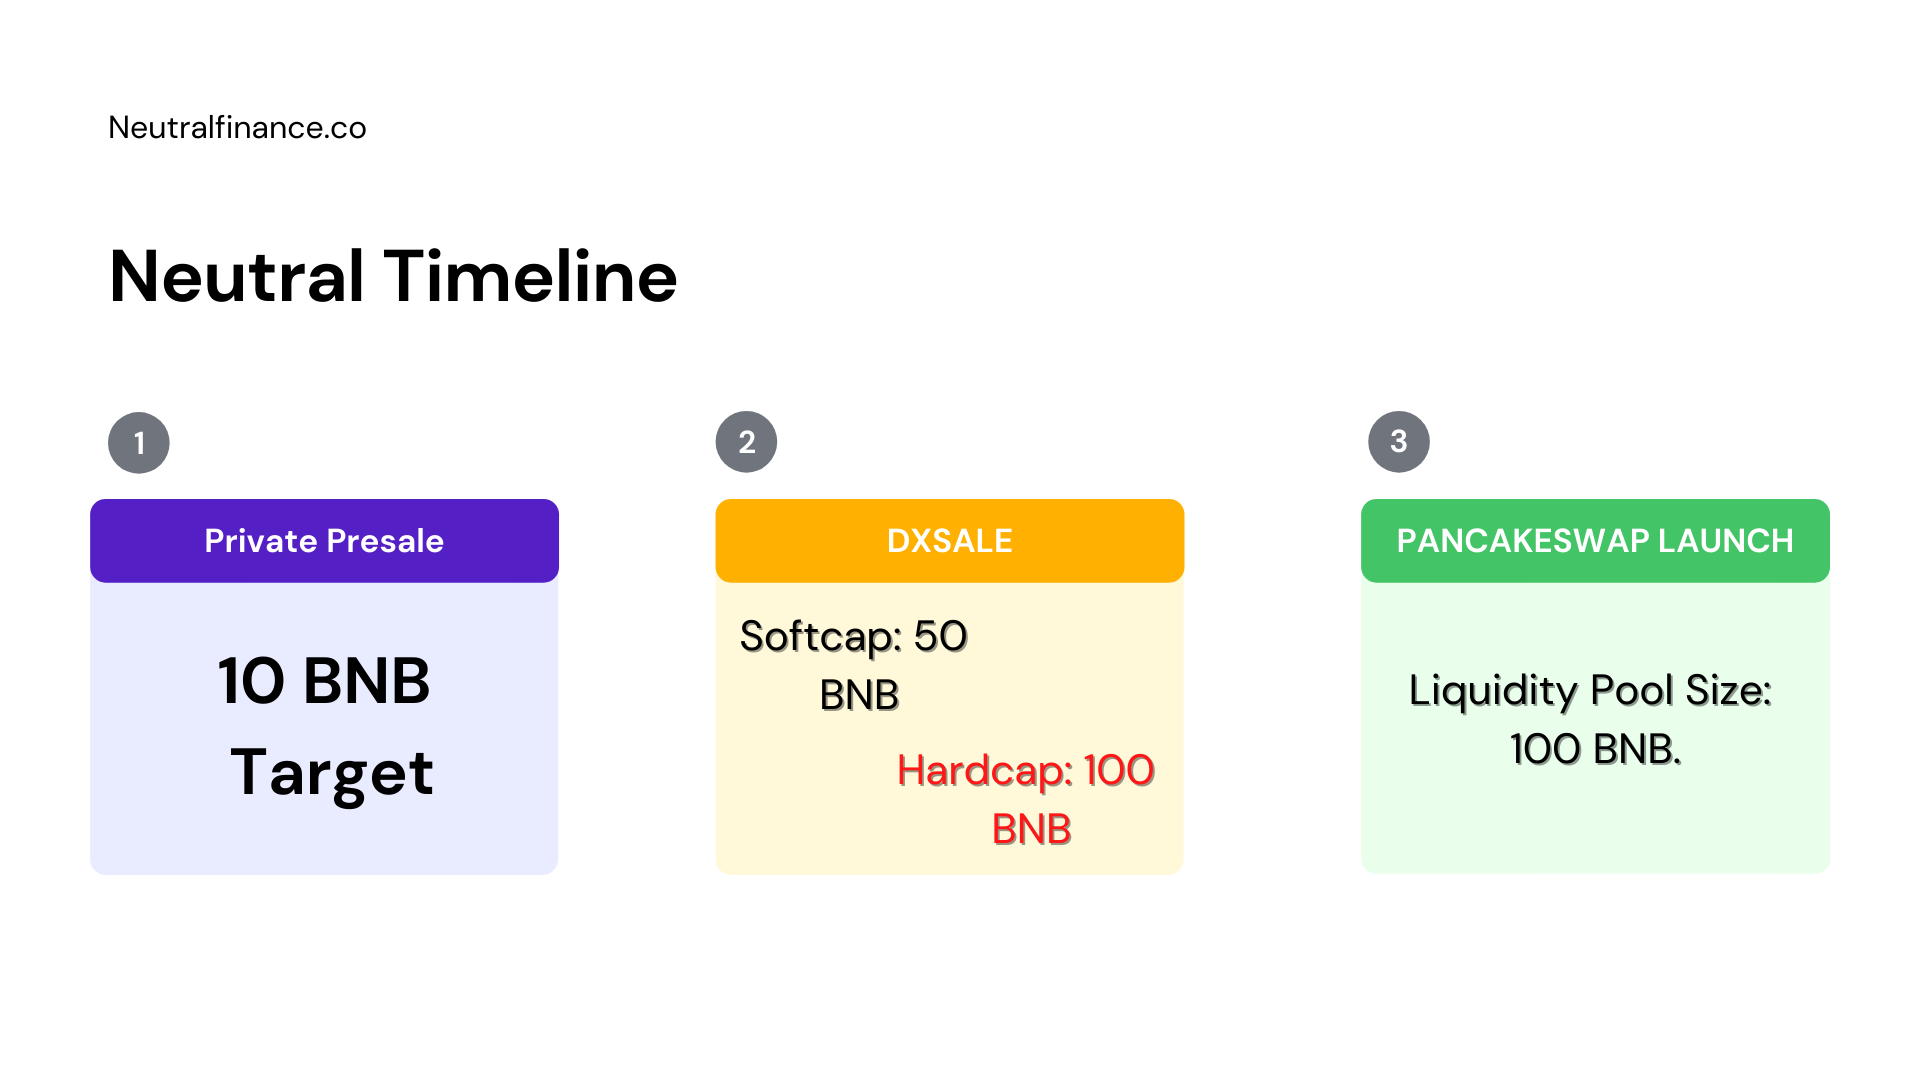 Neutralfinance.co
Neutral Timeline
1
Private Presale
10 BNB
Target
2
DXSALE
Softcap: 50
BNB
Hardcap: 100
BNB
3
PANCAKESWAP LAUNCH
Liquidity Pool Size:
100 BNB.